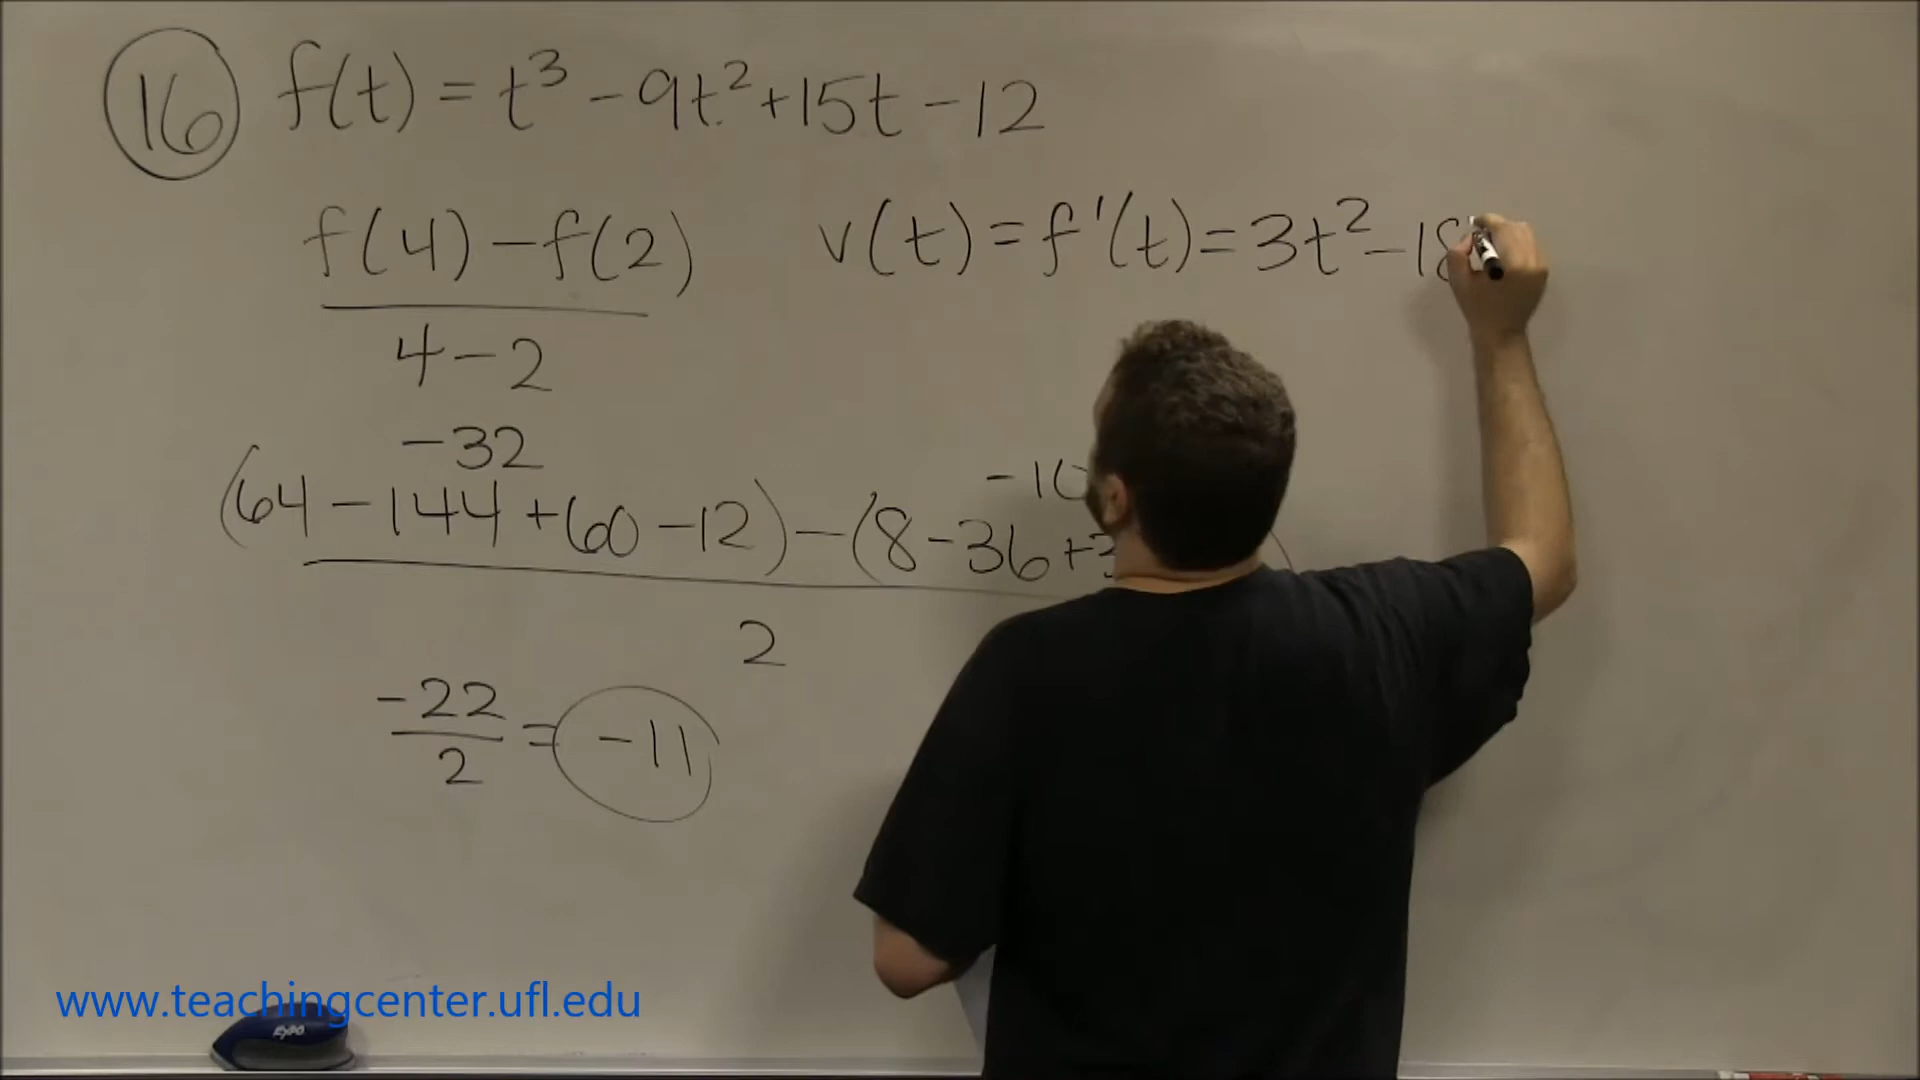 16 f(t) = t³ - 9t² + 15t - 12
f(4) - f(2)
4 - 2
v(t) = f'(t) = 3t² - 18
-32
-10
(64 - 144 + 60 - 12) - (8 - 36 + 3
2
-22
2
= -11
www.teachingcenter.ufl.edu
EXPO